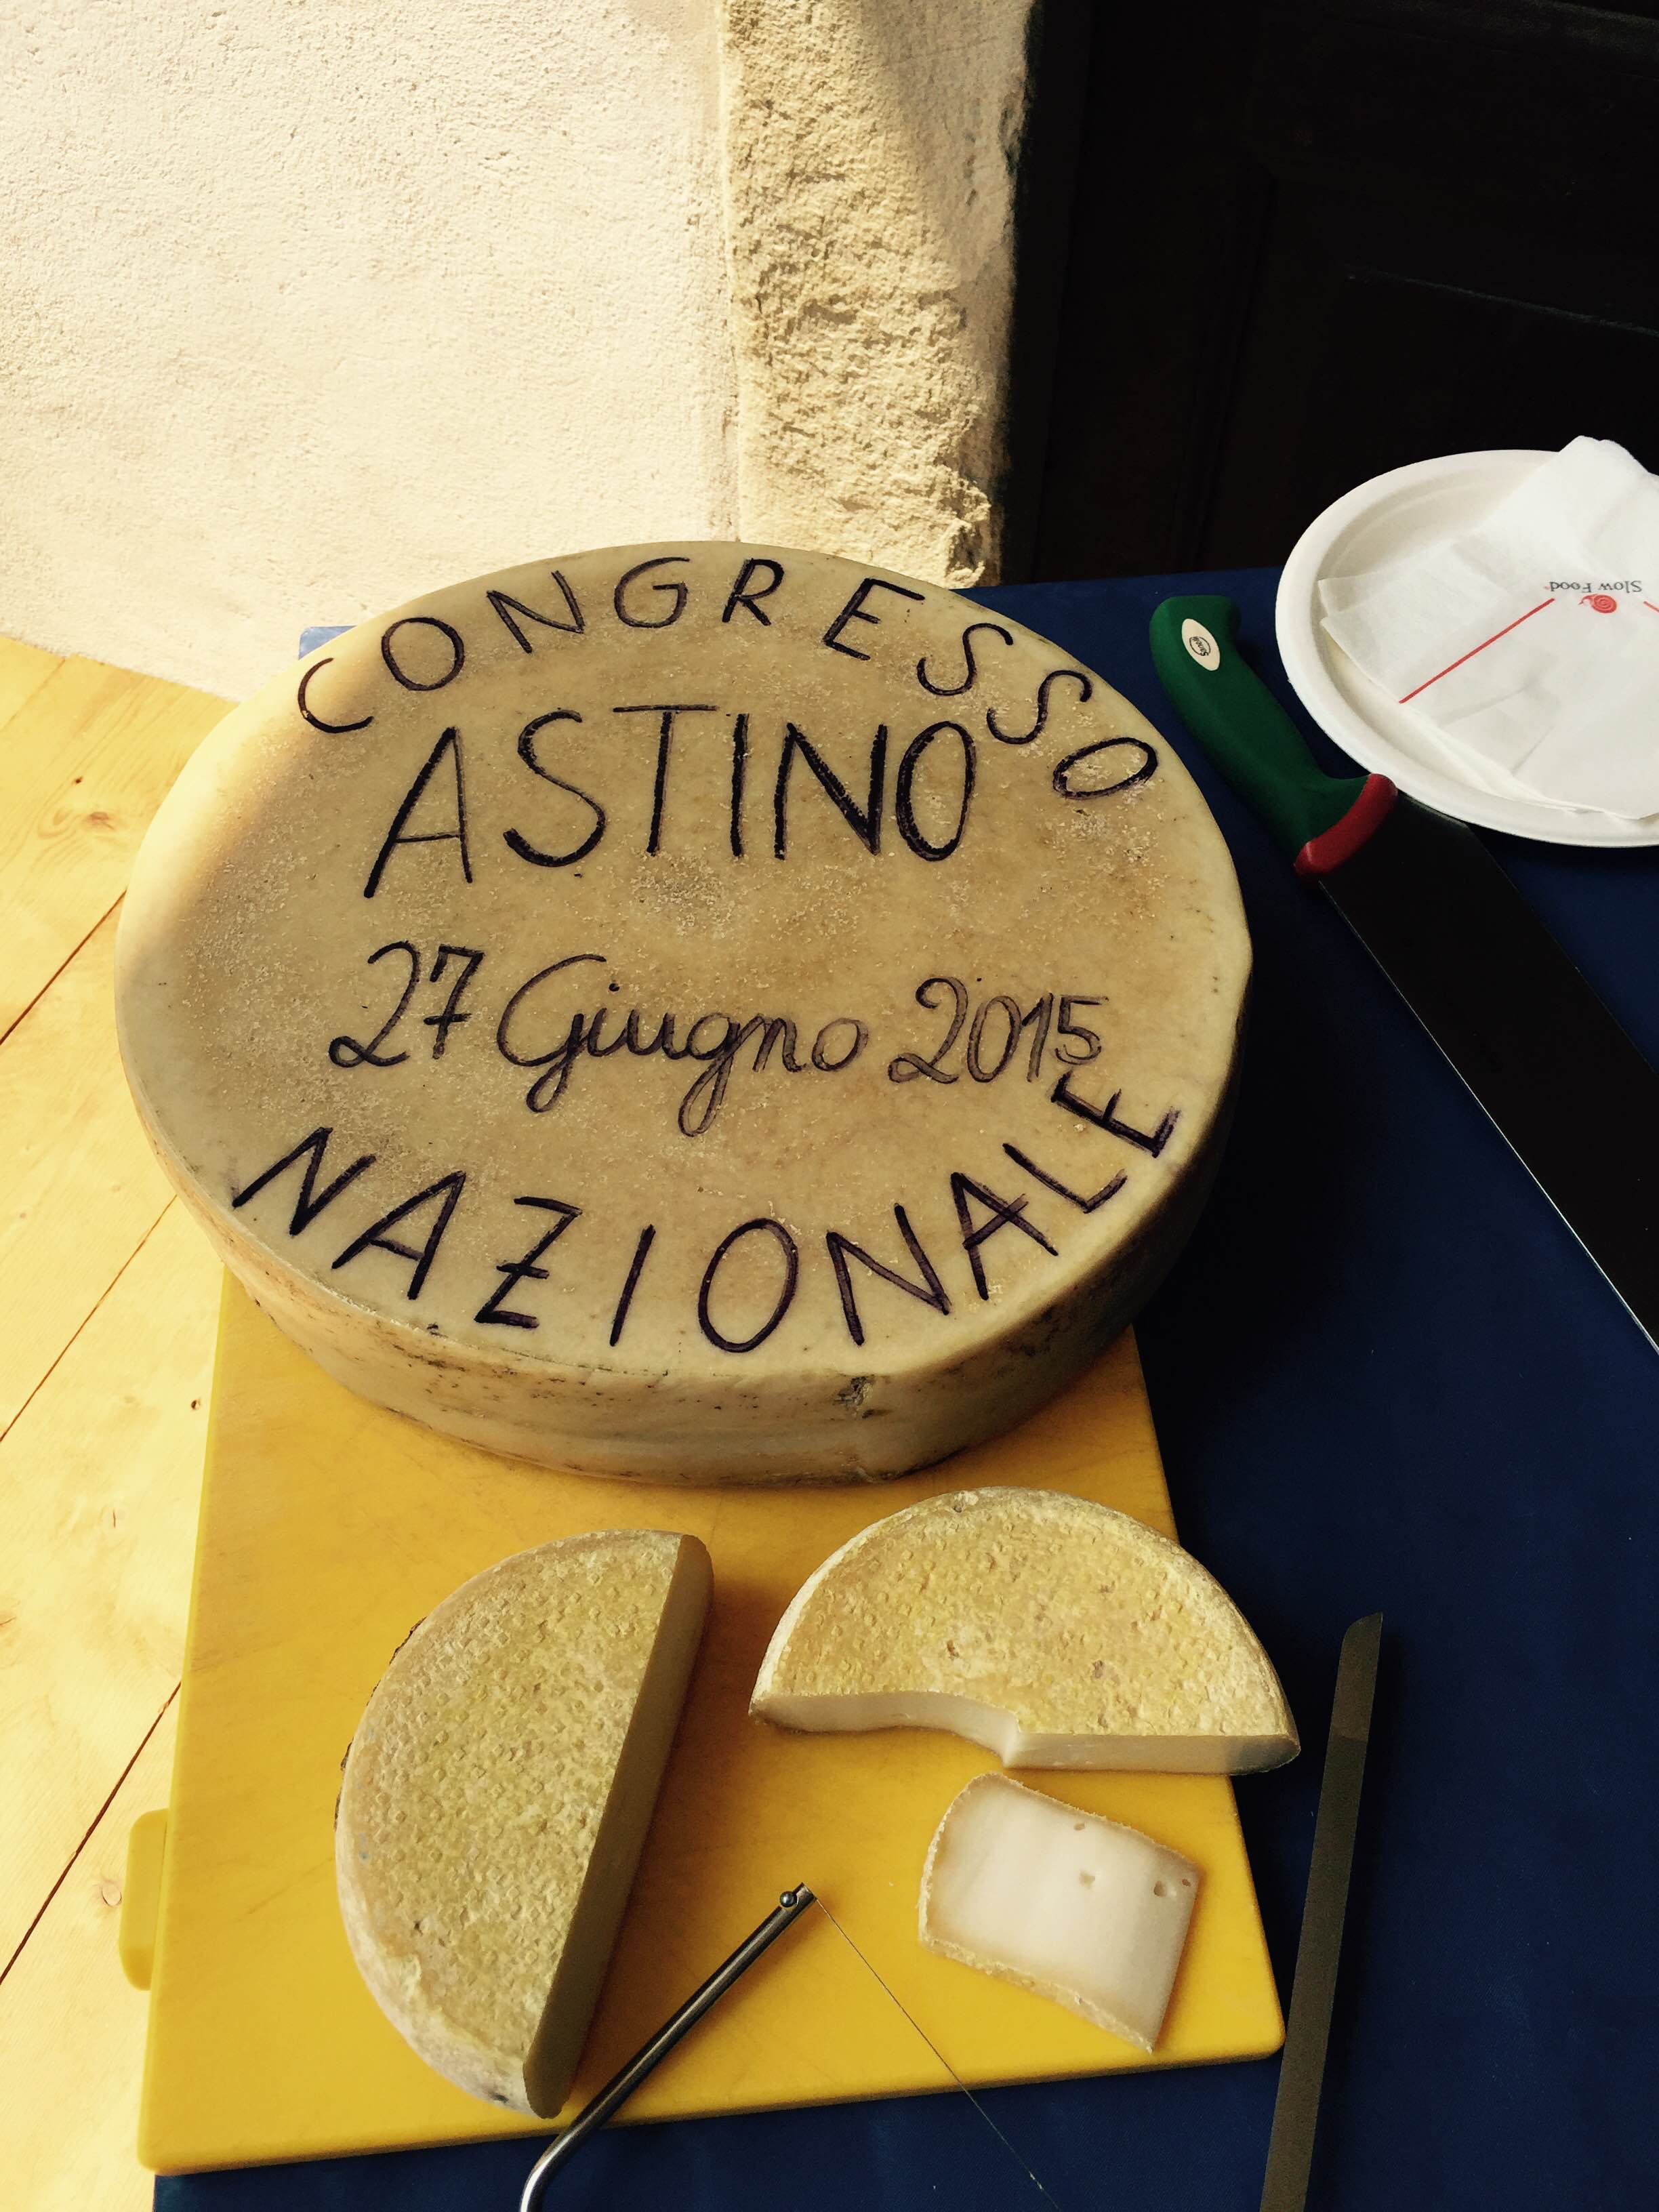 CONGRESSO
ASTINO
27 Giugno 2015
NAZIONALE
Slow Food